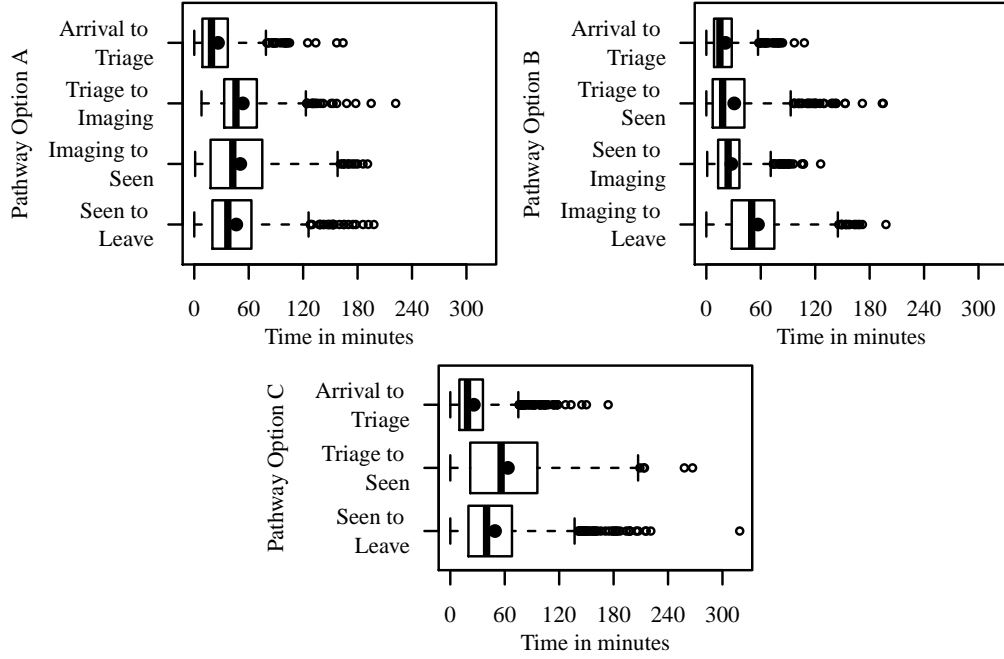 Pathway Option A
Arrival to
Triage
Triage to
Imaging
Imaging to
Seen
Seen to
Leave
0 60 120 180 240 300
Time in minutes
Pathway Option B
Arrival to
Triage
Triage to
Seen
Seen to
Imaging
Imaging to
Leave
0 60 120 180 240 300
Time in minutes
Pathway Option C
Arrival to
Triage
Triage to
Seen
Seen to
Leave
0 60 120 180 240 300
Time in minutes